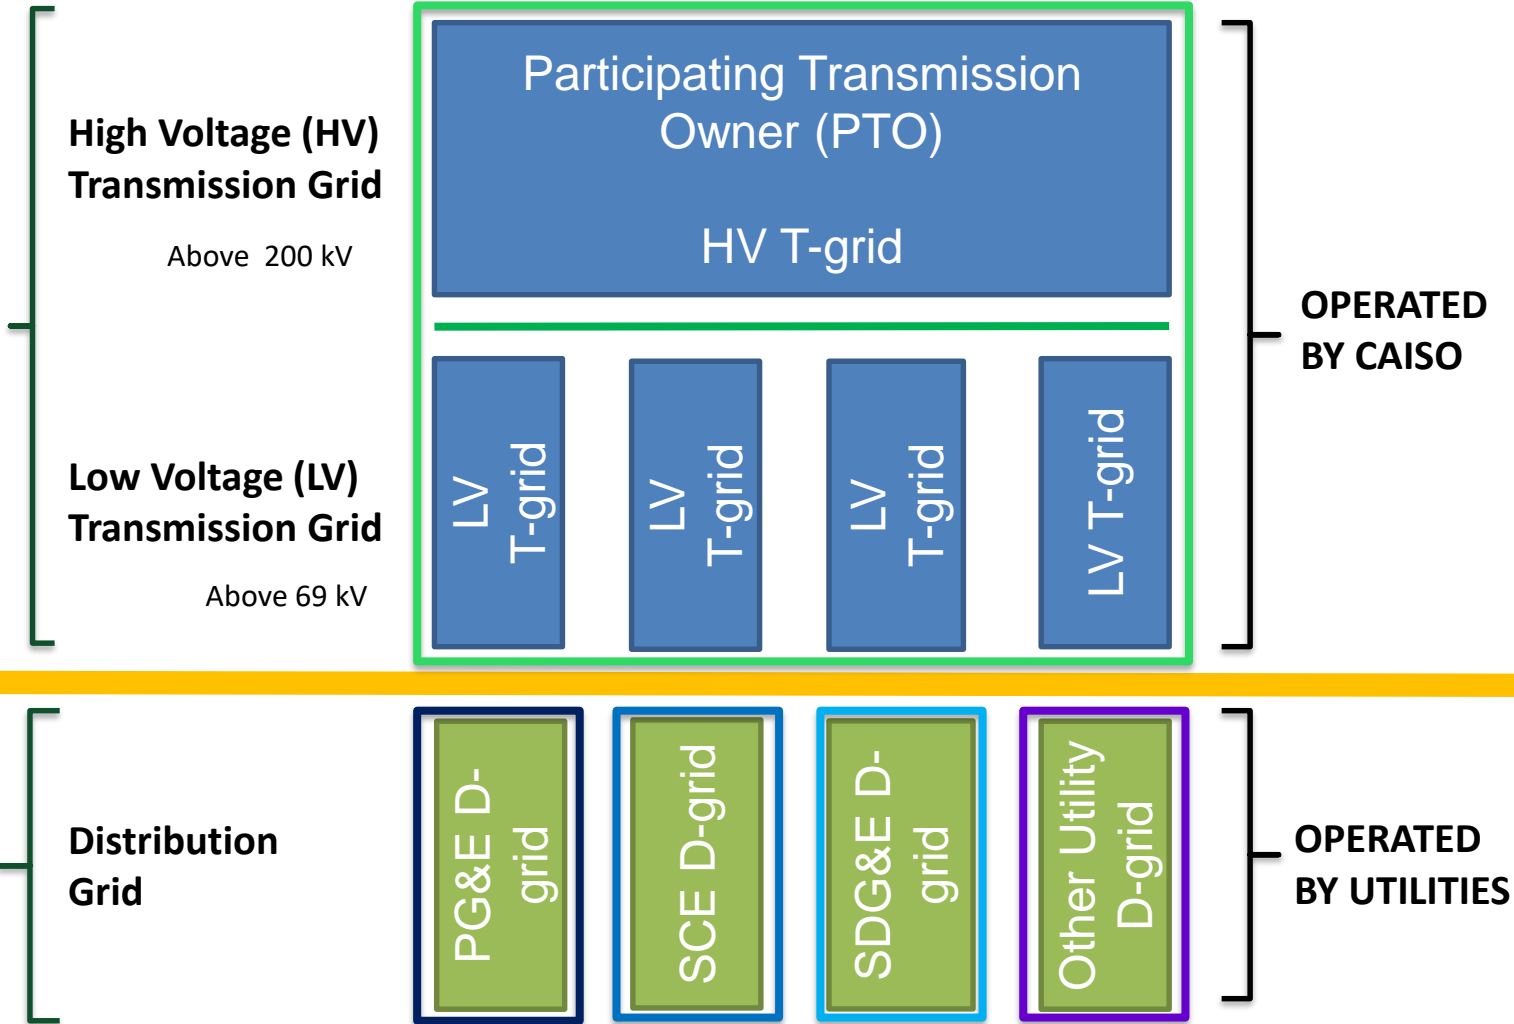 Participating Transmission
Owner (PTO)
HV T-grid
High Voltage (HV)
Transmission Grid
Above 200 kV
OPERATED
BY CAISO
Low Voltage (LV)
Transmission Grid
Above 69 kV
LV
T-grid
LV
T-grid
LV
T-grid
LV T-grid
Distribution
Grid
PG&E D-
grid
SCE D-grid
SDG&E D-
grid
Other Utility
D-grid
OPERATED
BY UTILITIES